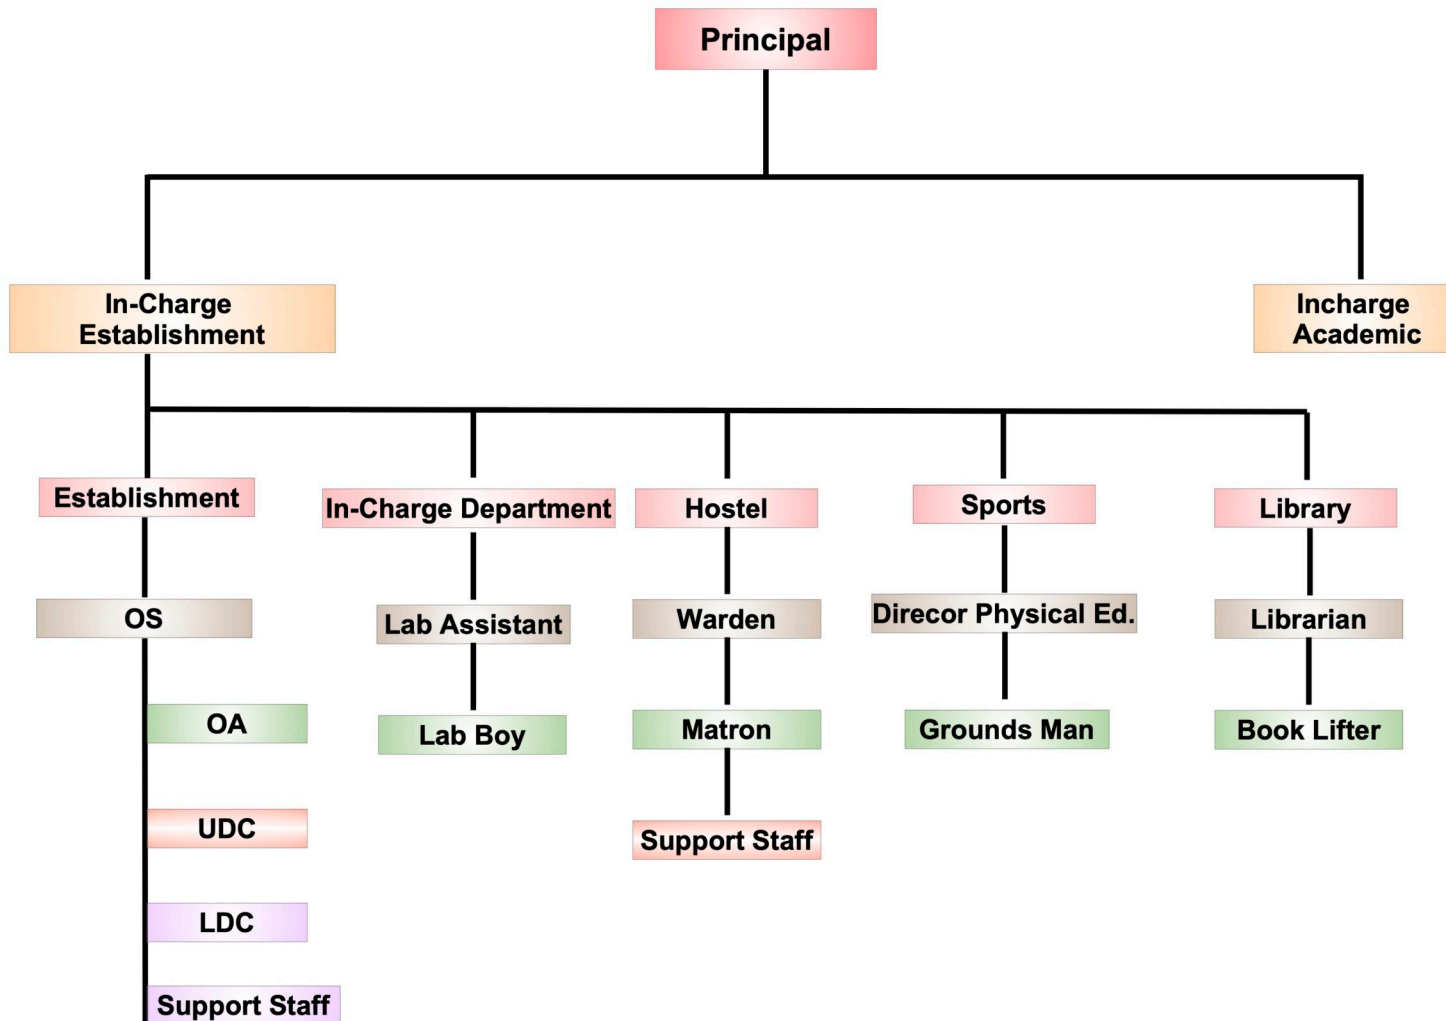 Principal
In-Charge
Establishment
Incharge
Academic
Establishment
In-Charge Department
Hostel
Sports
Library
OS
Lab Assistant
Warden
Direcor Physical Ed.
Librarian
OA
Lab Boy
Matron
Grounds Man
Book Lifter
UDC
Support Staff
LDC
Support Staff